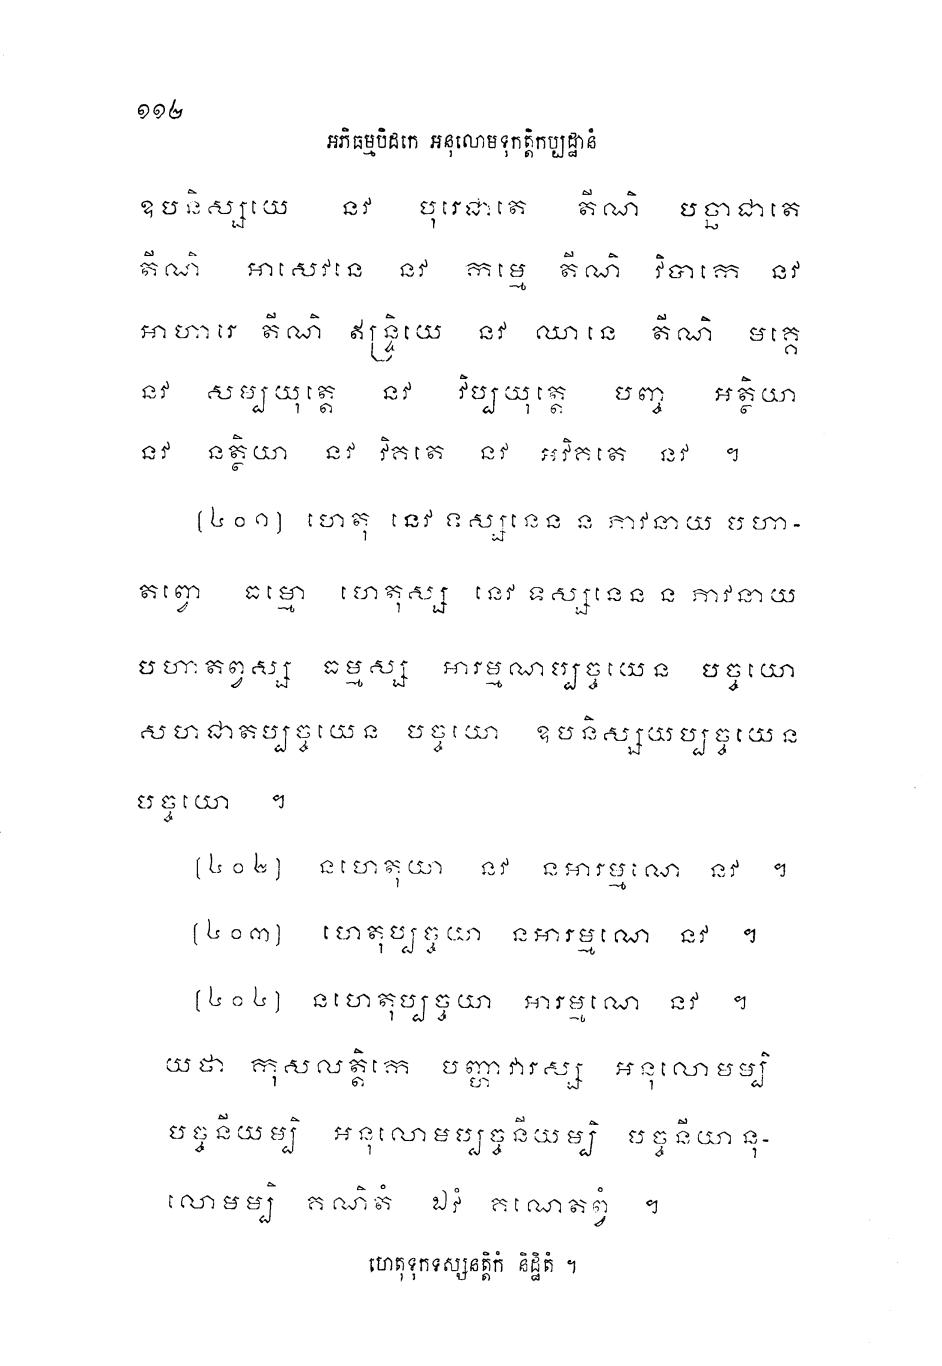 ១១២
អភិធម្មបិដកេ អនុលោមទុកត្តិកប្បដ្ឋានំ
ឧបនិស្សយេ នវ បុរេជាតេ តីណិ បច្ឆាជាតេ
តីណិ អាសេវនេ នវ កម្មេ តីណិ វិបាកេ នវ
អាហារេ តីណិ ឥន្ទ្រិយេ នវ ឈានេ តីណិ មគ្គេ
នវ សម្បយុត្តេ នវ វិប្បយុត្តេ បញ្ច អត្ថិយា
នវ នត្ថិយា នវ វិគតេ នវ អវិគតេ នវ ។
(៤០១) ហេតុ នេវ ទស្សនេន ន ភាវនាយ បហា-
តព្វោ ធម្មោ ហេតុស្ស នេវ ទស្សនេន ន ភាវនាយ
បហាតព្វស្ស ធម្មស្ស អារម្មណប្បច្ចយេន បច្ចយោ
សហជាតប្បច្ចយេន បច្ចយោ ឧបនិស្សយប្បច្ចយេន
បច្ចយោ ។
(៤០២) នហេតុយា នវ នអារម្មណេ នវ ។
(៤០៣) ហេតុប្បច្ចយា នអារម្មណេ នវ ។
(៤០៤) នហេតុប្បច្ចយា អារម្មណេ នវ ។
យថា កុសលត្តិកេ បញ្ហាវារស្ស អនុលោមម្បិ
បច្ចនីយម្បិ អនុលោមប្បច្ចនីយម្បិ បច្ចនីយានុ-
លោមម្បិ គណិតំ ឯវំ គណេតព្វំ ។
ហេតុទុកទស្សនត្តិកំ និដ្ឋិតំ ។